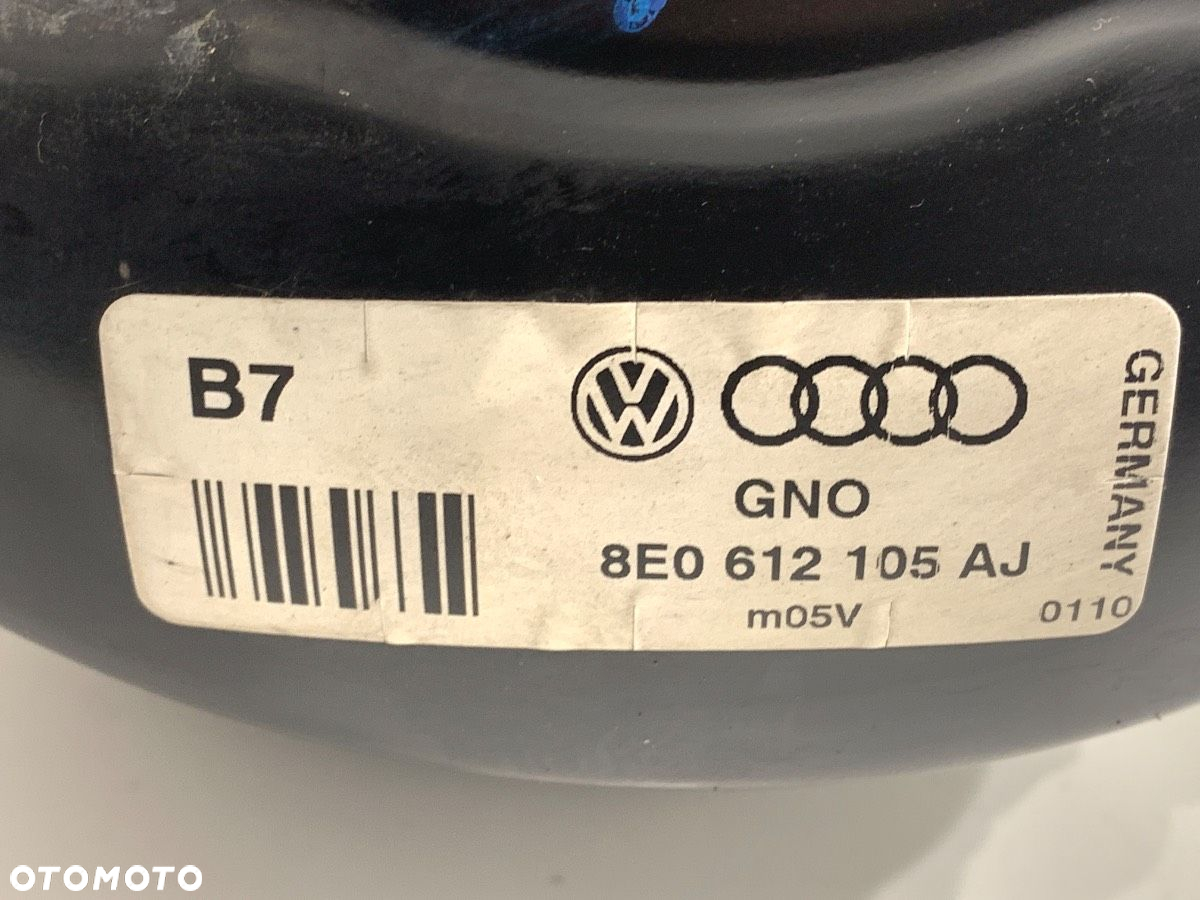 B7
GNO
8E0 612 105 AJ
m05V
0110
GERMANY
OTOMOTO